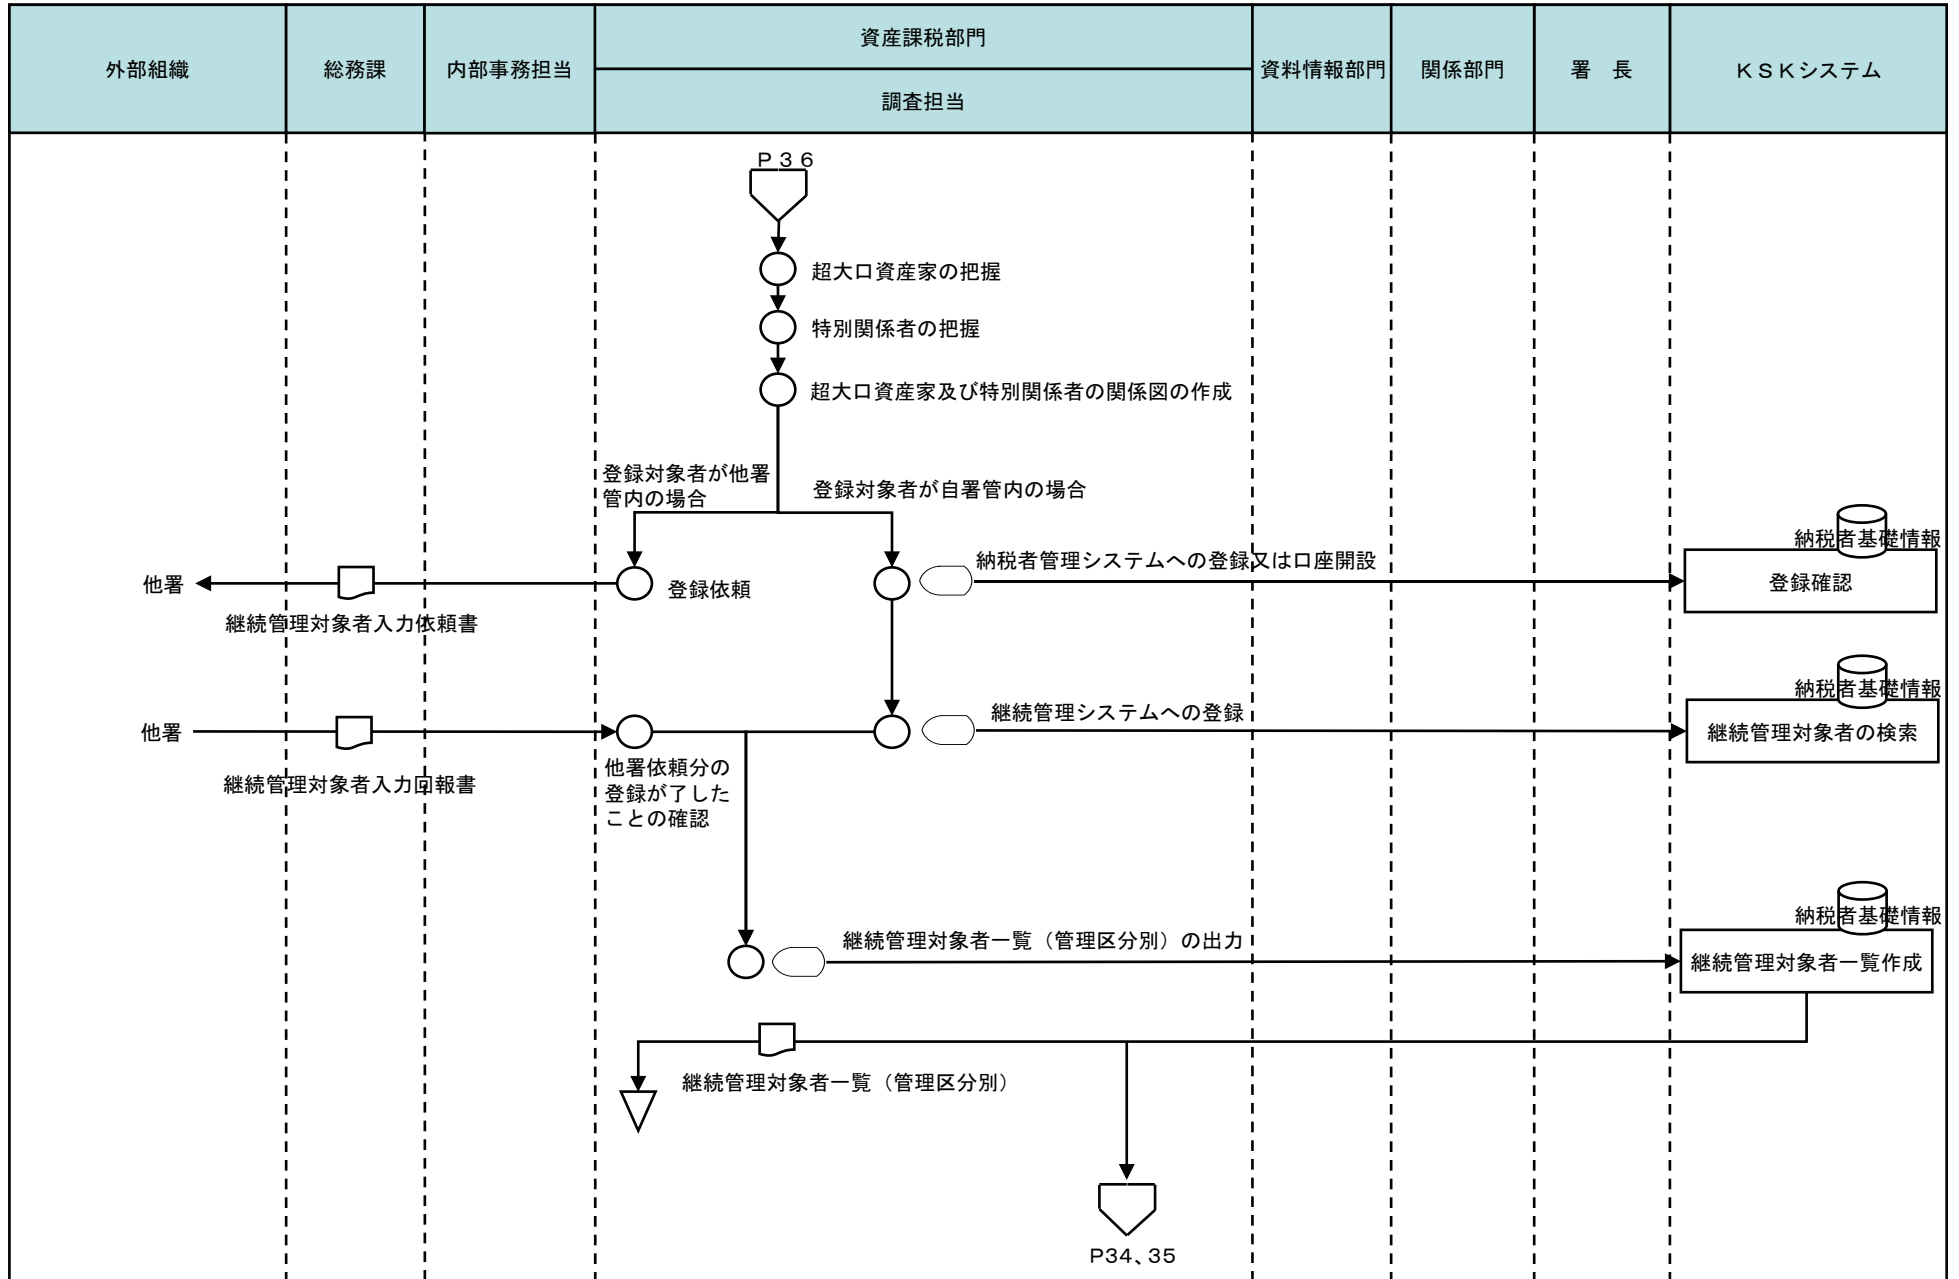 外部組織
総務課
内部事務担当
資産課税部門
調査担当
資料情報部門
関係部門
署　長
ＫＳＫシステム
Ｐ３６
超大口資産家の把握
特別関係者の把握
超大口資産家及び特別関係者の関係図の作成
登録対象者が他署
管内の場合
登録対象者が自署管内の場合
納税者基礎情報
納税者管理システムへの登録又は口座開設
他署
登録依頼
登録確認
継続管理対象者入力依頼書
納税者基礎情報
継続管理システムへの登録
他署
継続管理対象者の検索
継続管理対象者入力回報書
他署依頼分の
登録が了した
ことの確認
納税者基礎情報
継続管理対象者一覧（管理区分別）の出力
継続管理対象者一覧作成
継続管理対象者一覧（管理区分別）
P34、35